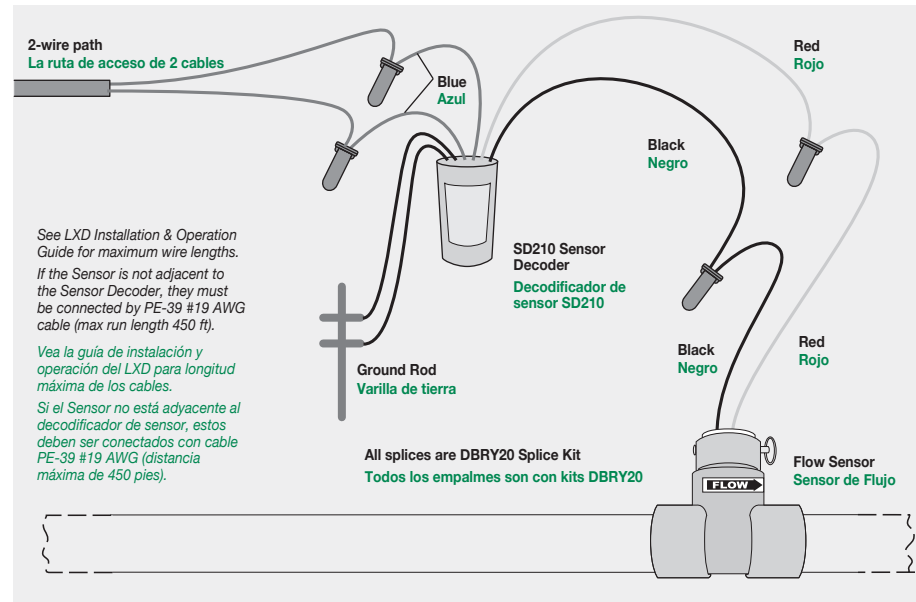 2-wire path
La ruta de acceso de 2 cables
Blue
Azul
Red
Rojo
Black
Negro
See LXD Installation & Operation
Guide for maximum wire lengths.
If the Sensor is not adjacent to
the Sensor Decoder, they must
be connected by PE-39 #19 AWG
cable (max run length 450 ft).
Vea la guía de instalación y
operación del LXD para longitud
máxima de los cables.
Si el Sensor no está adyacente al
decodificador de sensor, estos
deben ser conectados con cable
PE-39 #19 AWG (distancia
máxima de 450 pies).
SD210 Sensor
Decoder
Decodificador de
sensor SD210
Ground Rod
Varilla de tierra
Black
Negro
Red
Rojo
All splices are DBRY20 Splice Kit
Todos los empalmes son con kits DBRY20
Flow Sensor
Sensor de Flujo
FLOW